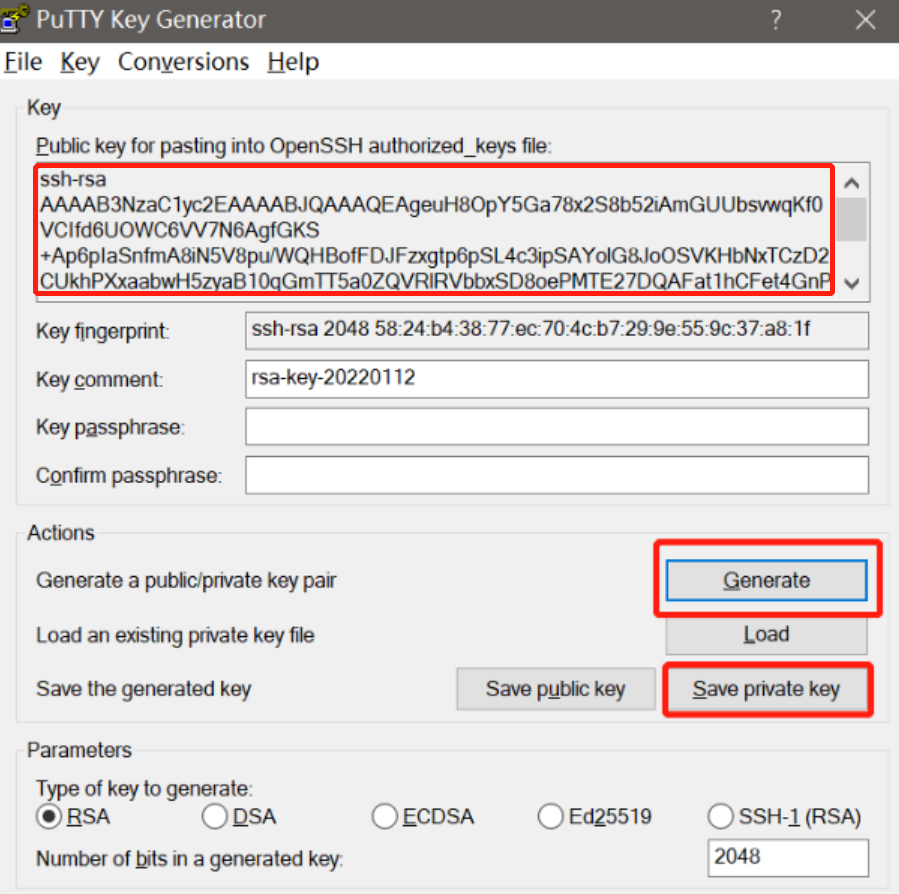 PuTTY Key Generator
?
File Key Conversions Help
Key
Public key for pasting into OpenSSH authorized_keys file:
ssh-rsa
AAAAB3NzaC1yc2EAAAABJQAAAQEAgeuH8OpY5Ga78x2S8b52iAmGUUbsvwqKf0
VCIfd6UOWC6VV7N6AgfGKS
+Ap6pIaSnfmA8iN5V8pu/WQHBofFDJFzxgtp6pSL4c3ipSAYolG8JoOSVKHbNxTCzD2
CUkhPXxaabwH5zyaB10qGmTT5a0ZQVRIRVbbxSD8oePMTE27DQAFat1hCFet4GnP
Key fingerprint: ssh-rsa 2048 58:24:b4:38:77:ec:70:4c:b7:29:9e:55:9c:37:a8:1f
Key comment: rsa-key-20220112
Key passphrase:
Confirm passphrase:
Actions
Generate a public/private key pair Generate
Load an existing private key file Load
Save the generated key Save public key Save private key
Parameters
Type of key to generate:
RSA DSA ECDSA Ed25519 SSH-1 (RSA)
Number of bits in a generated key: 2048